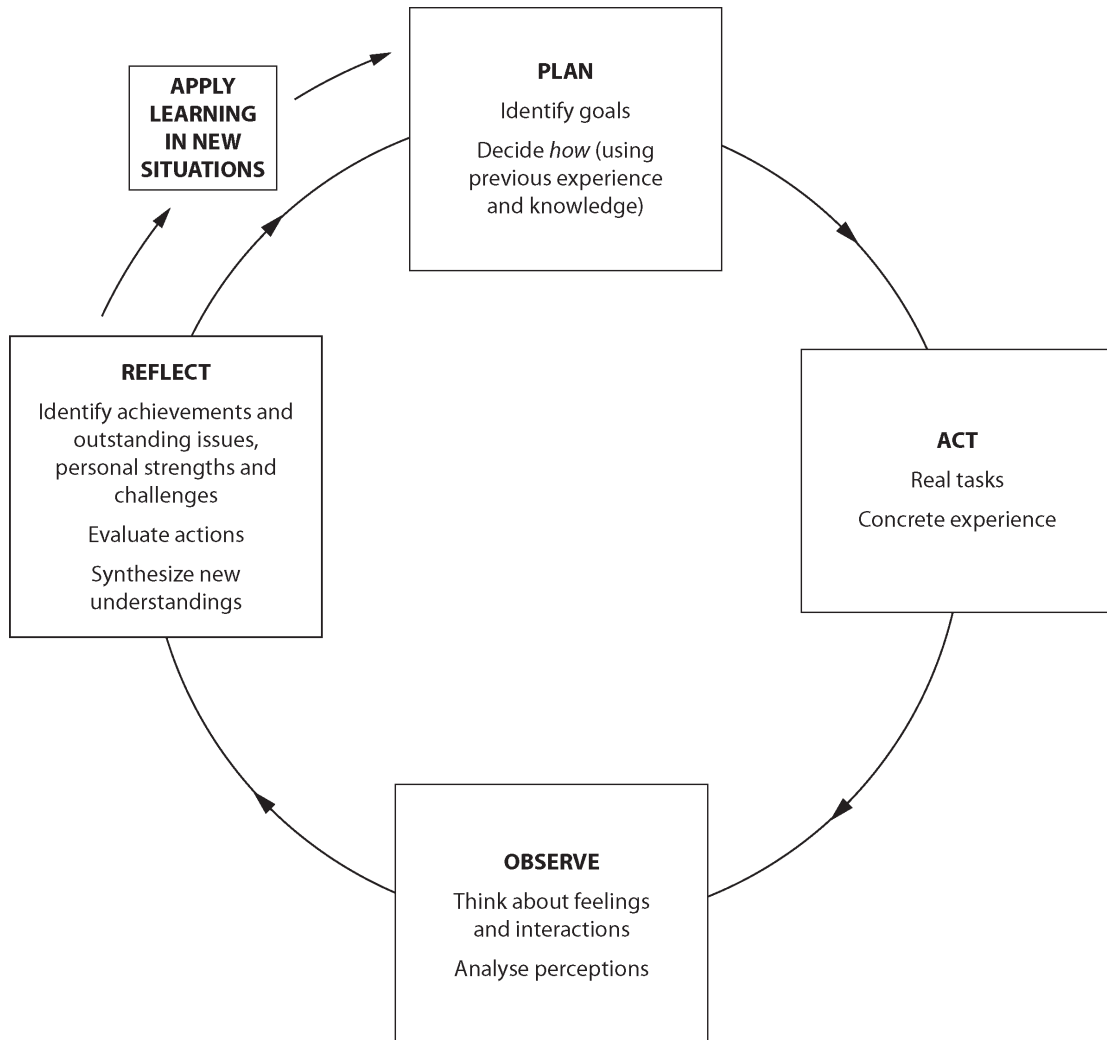 APPLY
LEARNING
IN NEW
SITUATIONS
PLAN
Identify goals
Decide how (using
previous experience
and knowledge)
REFLECT
Identify achievements and
outstanding issues,
personal strengths and
challenges
Evaluate actions
Synthesize new
understandings
ACT
Real tasks
Concrete experience
OBSERVE
Think about feelings
and interactions
Analyse perceptions